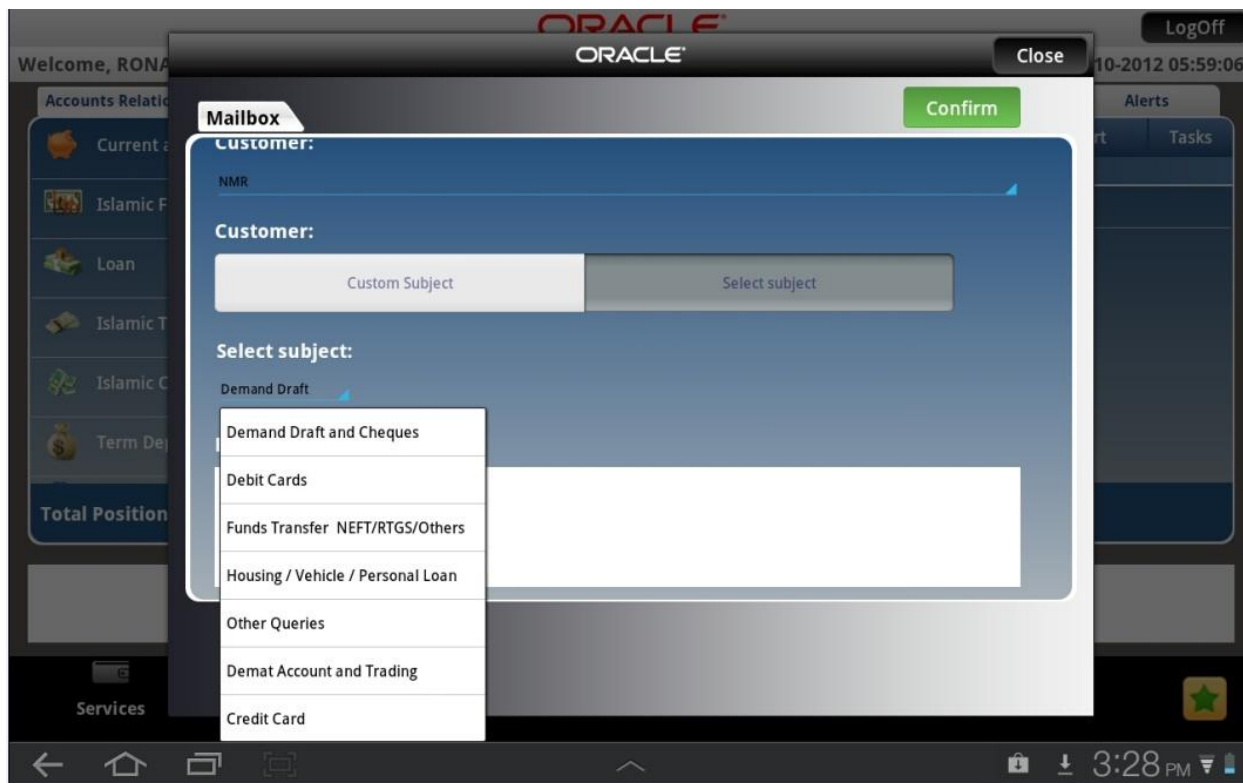 ORACLE
LogOff
ORACLE
Close
Welcome, RONA
10-2012 05:59:06
Accounts Relatio
Alerts
Mailbox
Confirm
Current a
rt
Tasks
Customer:
NMR
Islamic F
Customer:
Loan
Custom Subject
Select subject
Islamic T
Select subject:
Islamic C
Demand Draft
Demand Draft and Cheques
Term De
Debit Cards
Total Position
Funds Transfer NEFT/RTGS/Others
Housing / Vehicle / Personal Loan
Other Queries
Demat Account and Trading
Services
Credit Card
3:28 PM